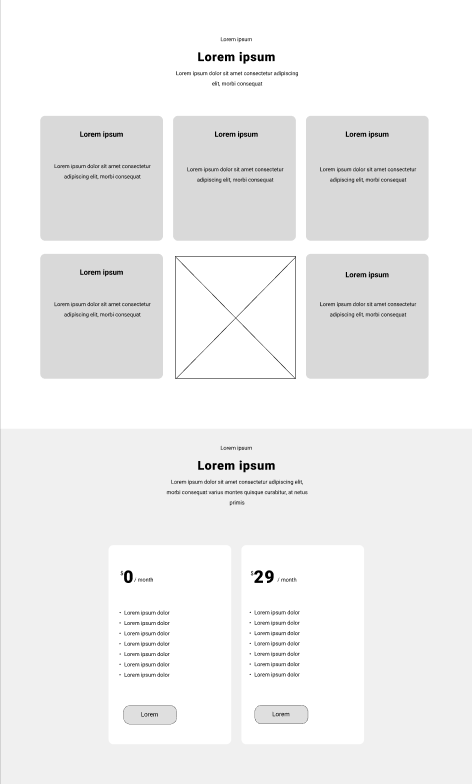 Lorem ipsum
Lorem ipsum
Lorem ipsum dolor sit amet consectetur adipiscing
elit, morbi consequat
Lorem ipsum
Lorem ipsum dolor sit amet consectetur
adipiscing elit, morbi consequat
Lorem ipsum
Lorem ipsum dolor sit amet consectetur
adipiscing elit, morbi consequat
Lorem ipsum
Lorem ipsum dolor sit amet consectetur
adipiscing elit, morbi consequat
Lorem ipsum
Lorem ipsum dolor sit amet consectetur
adipiscing elit, morbi consequat
Lorem ipsum
Lorem ipsum dolor sit amet consectetur
adipiscing elit, morbi consequat
Lorem ipsum
Lorem ipsum
Lorem ipsum dolor sit amet consectetur adipiscing elit,
morbi consequat varius montes quisque curabitur, at netus
primis
$0 / month
• Lorem ipsum dolor
• Lorem ipsum dolor
• Lorem ipsum dolor
• Lorem ipsum dolor
• Lorem ipsum dolor
• Lorem ipsum dolor
• Lorem ipsum dolor
Lorem
$29 / month
• Lorem ipsum dolor
• Lorem ipsum dolor
• Lorem ipsum dolor
• Lorem ipsum dolor
• Lorem ipsum dolor
• Lorem ipsum dolor
• Lorem ipsum dolor
Lorem